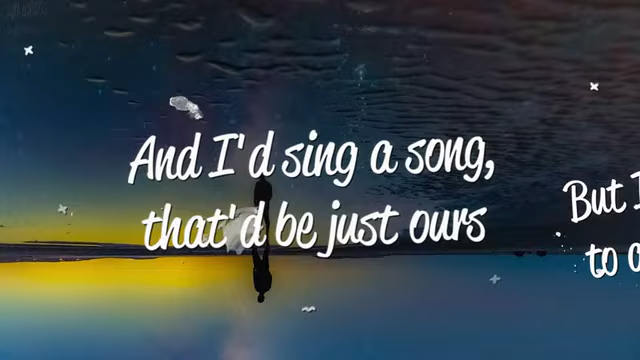 And I'd sing a song,
that'd be just ours
But I
to